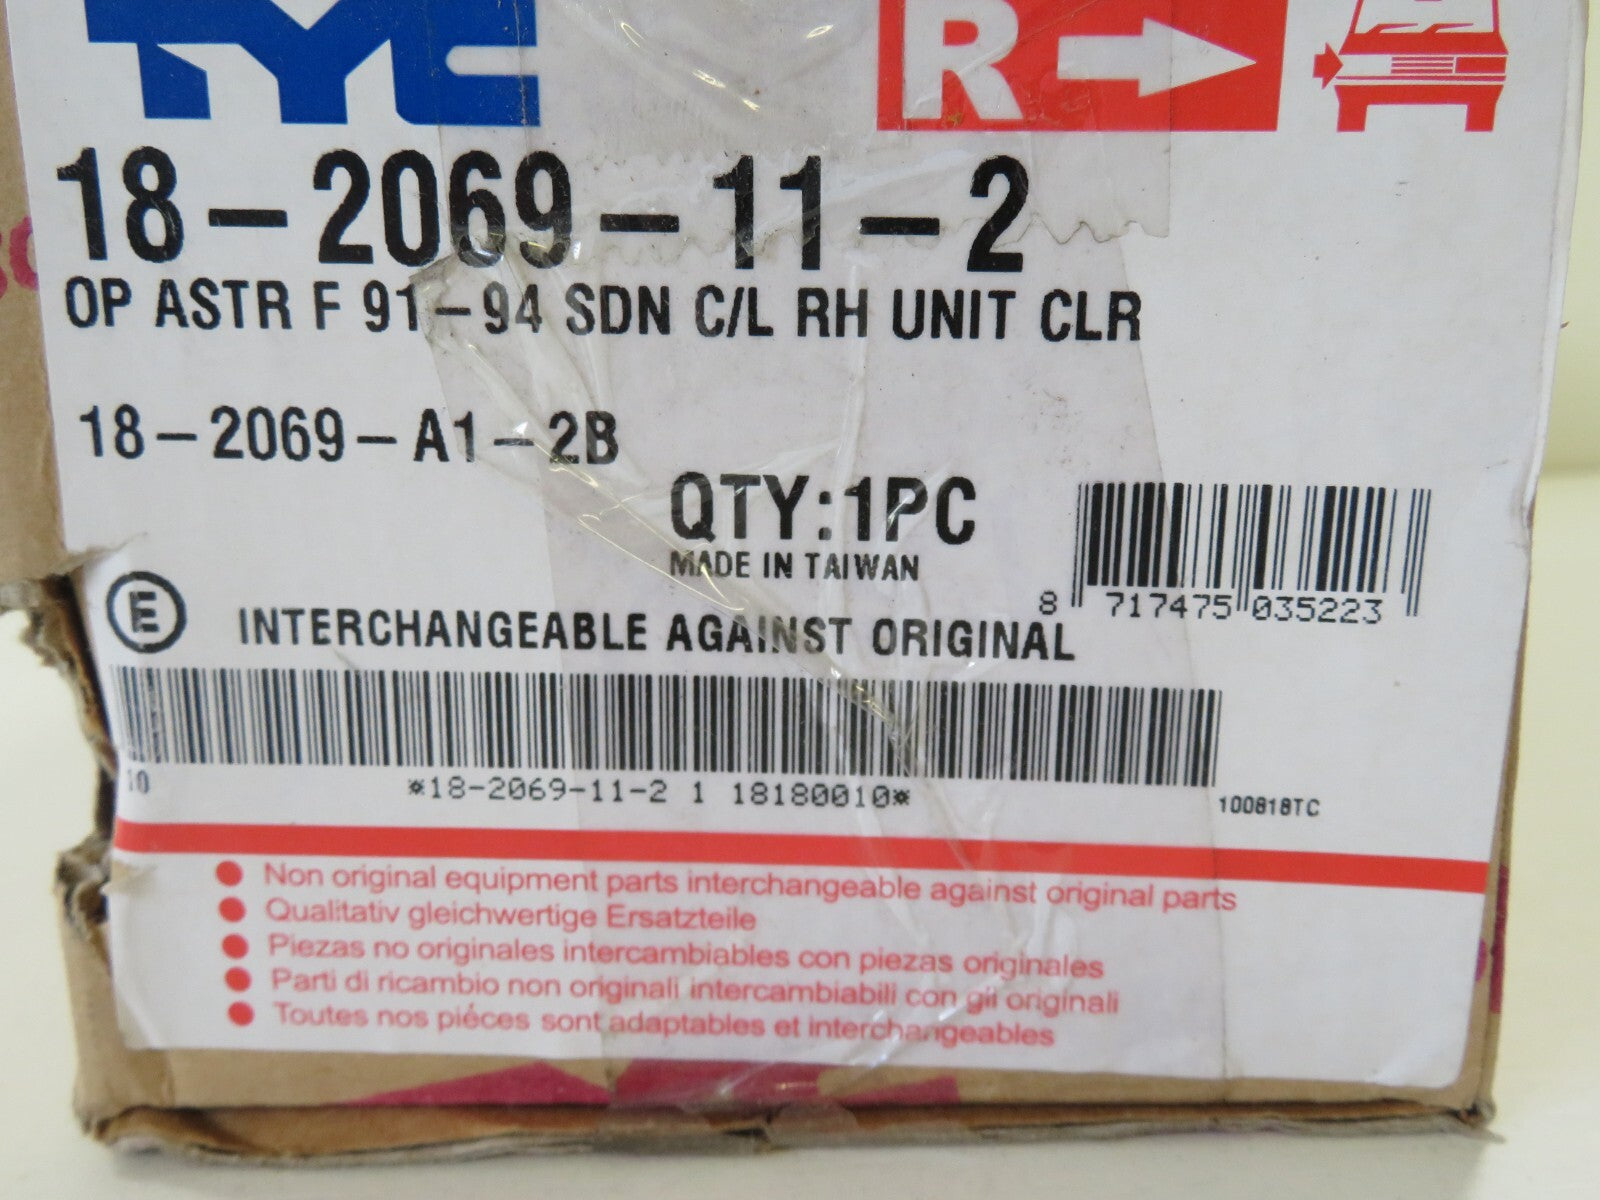 TYC
R
18-2069-11-2
OP ASTR F 91-94 SDN C/L RH UNIT CLR
18-2069-A1-2B
QTY:1PC
MADE IN TAIWAN
8 717475 035223
E
INTERCHANGEABLE AGAINST ORIGINAL
10
*18-2069-11-2 1 18180010*
100818TC
Non original equipment parts interchangeable against original parts
Qualitativ gleichwertige Ersatzteile
Piezas no originales intercambiables con piezas originales
Parti di ricambio non originali intercambiabili con gli originali
Toutes nos piéces sont adaptables et interchangeables